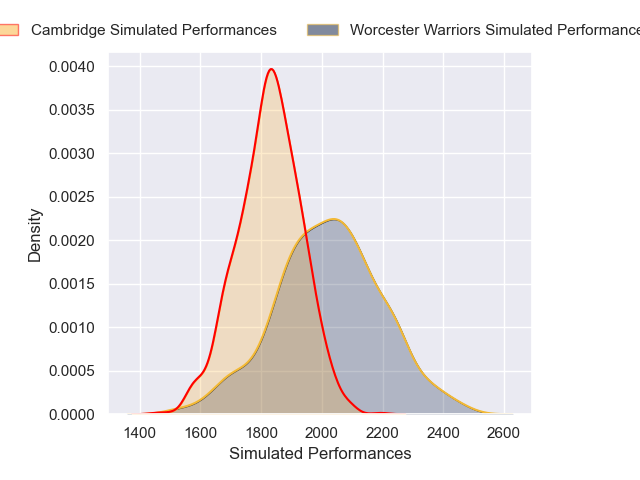 Cambridge Simulated Performances
Worcester Warriors Simulated Performance
0.0040
0.0035
0.0030
0.0025
0.0020
0.0015
0.0010
0.0005
0.0000
Density
1400 1600 1800 2000 2200 2400 2600
Simulated Performances